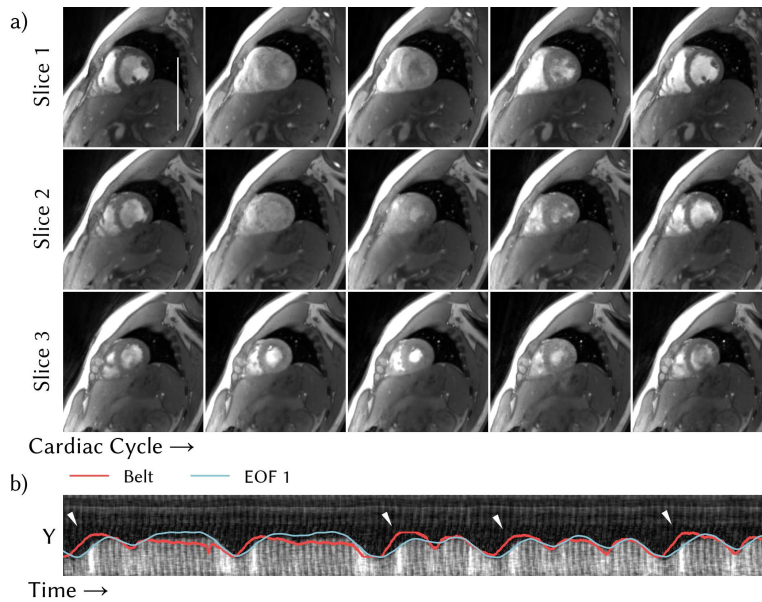 a)
Slice 1
Slice 2
Slice 3
Cardiac Cycle →
Belt
EOF 1
b)
Y
Time →